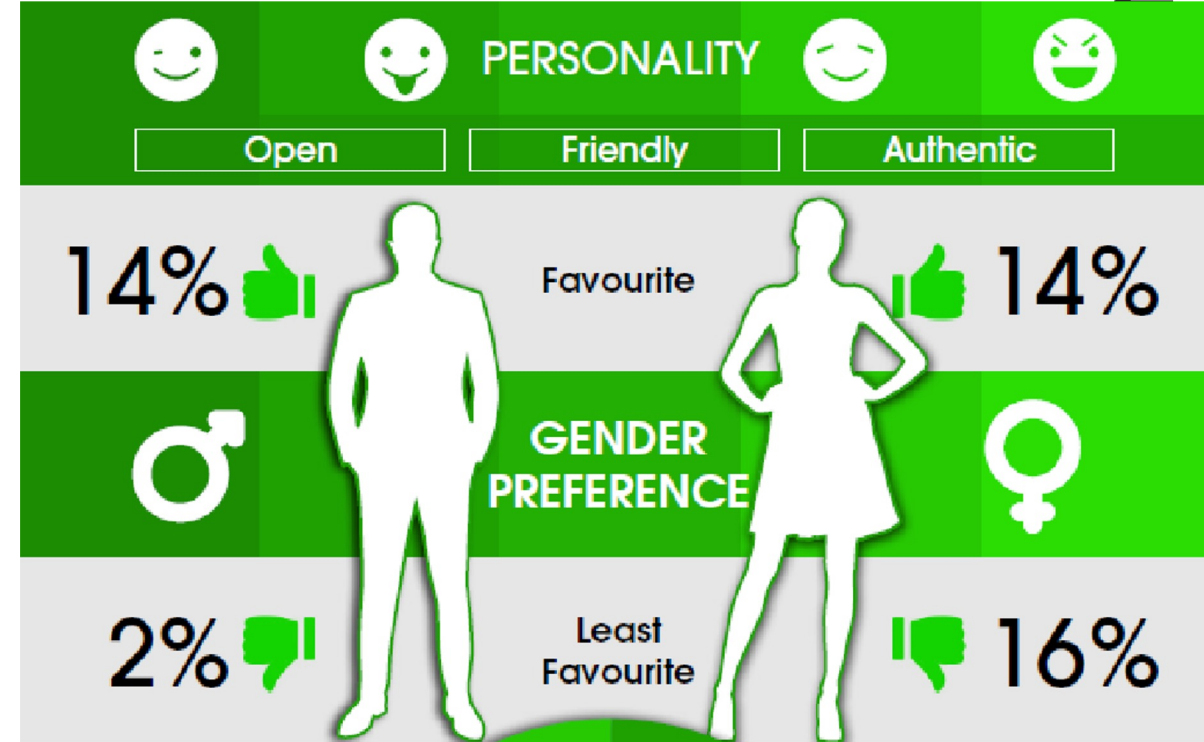 PERSONALITY
Open Friendly Authentic
14% Favourite 14%
GENDER
PREFERENCE
2% Least Favourite 16%